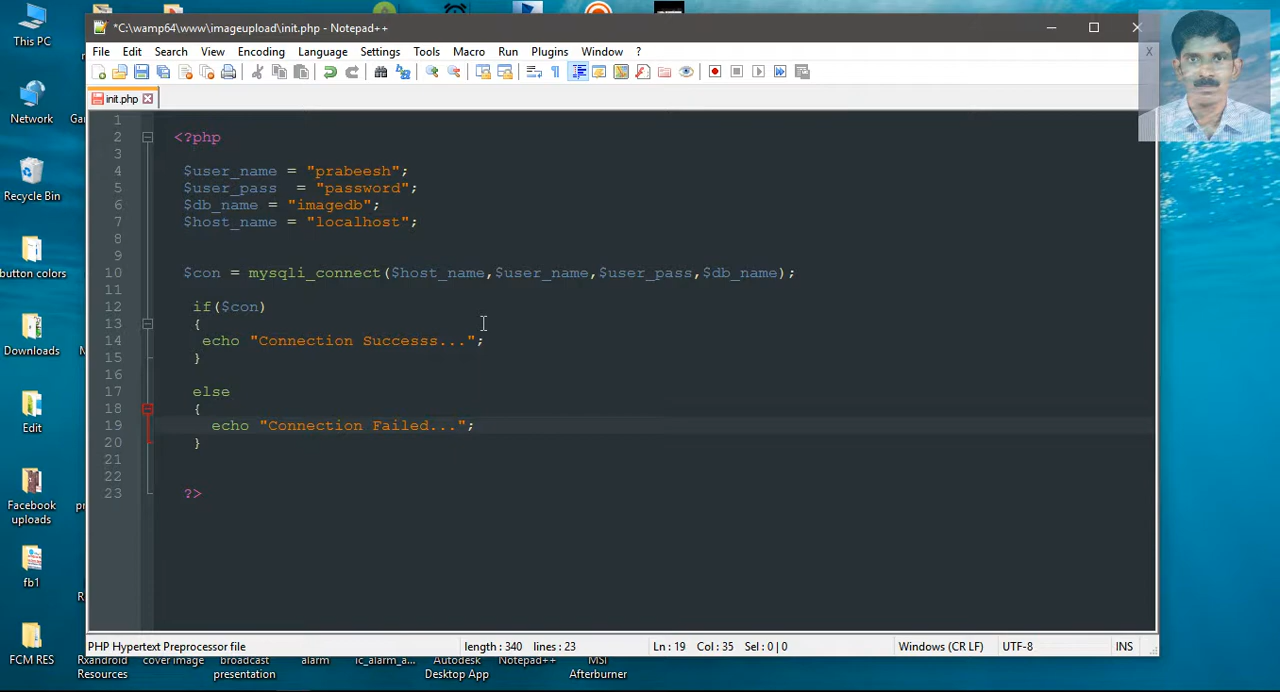 This PC
*C:\wamp64\www\imageupload\init.php - Notepad++
File Edit Search View Encoding Language Settings Tools Macro Run Plugins Window ? X
Network
init.php
1
2 <?php
3
4 $user_name = "prabeesh";
5 $user_pass  = "password";
6 $db_name = "imagedb";
7 $host_name = "localhost";
8
9
10 $con = mysqli_connect($host_name,$user_name,$user_pass,$db_name);
11
12 if($con)
13 {
14 echo "Connection Successs...";
15 }
16
17 else
18 {
19 echo "Connection Failed...";
20 }
21
22
23 ?>
Recycle Bin
button colors
Downloads
Edit
Facebook
uploads
fb1
FCM RES
PHP Hypertext Preprocessor file length : 340 lines : 23 Ln : 19 Col : 35 Sel : 0 | 0 Windows (CR LF) UTF-8 INS
Rxandroid
Resources
cover image
broadcast
presentation
alarm
ic_alarm_a...
Autodesk
Desktop App
Notepad++
MSI
Afterburner